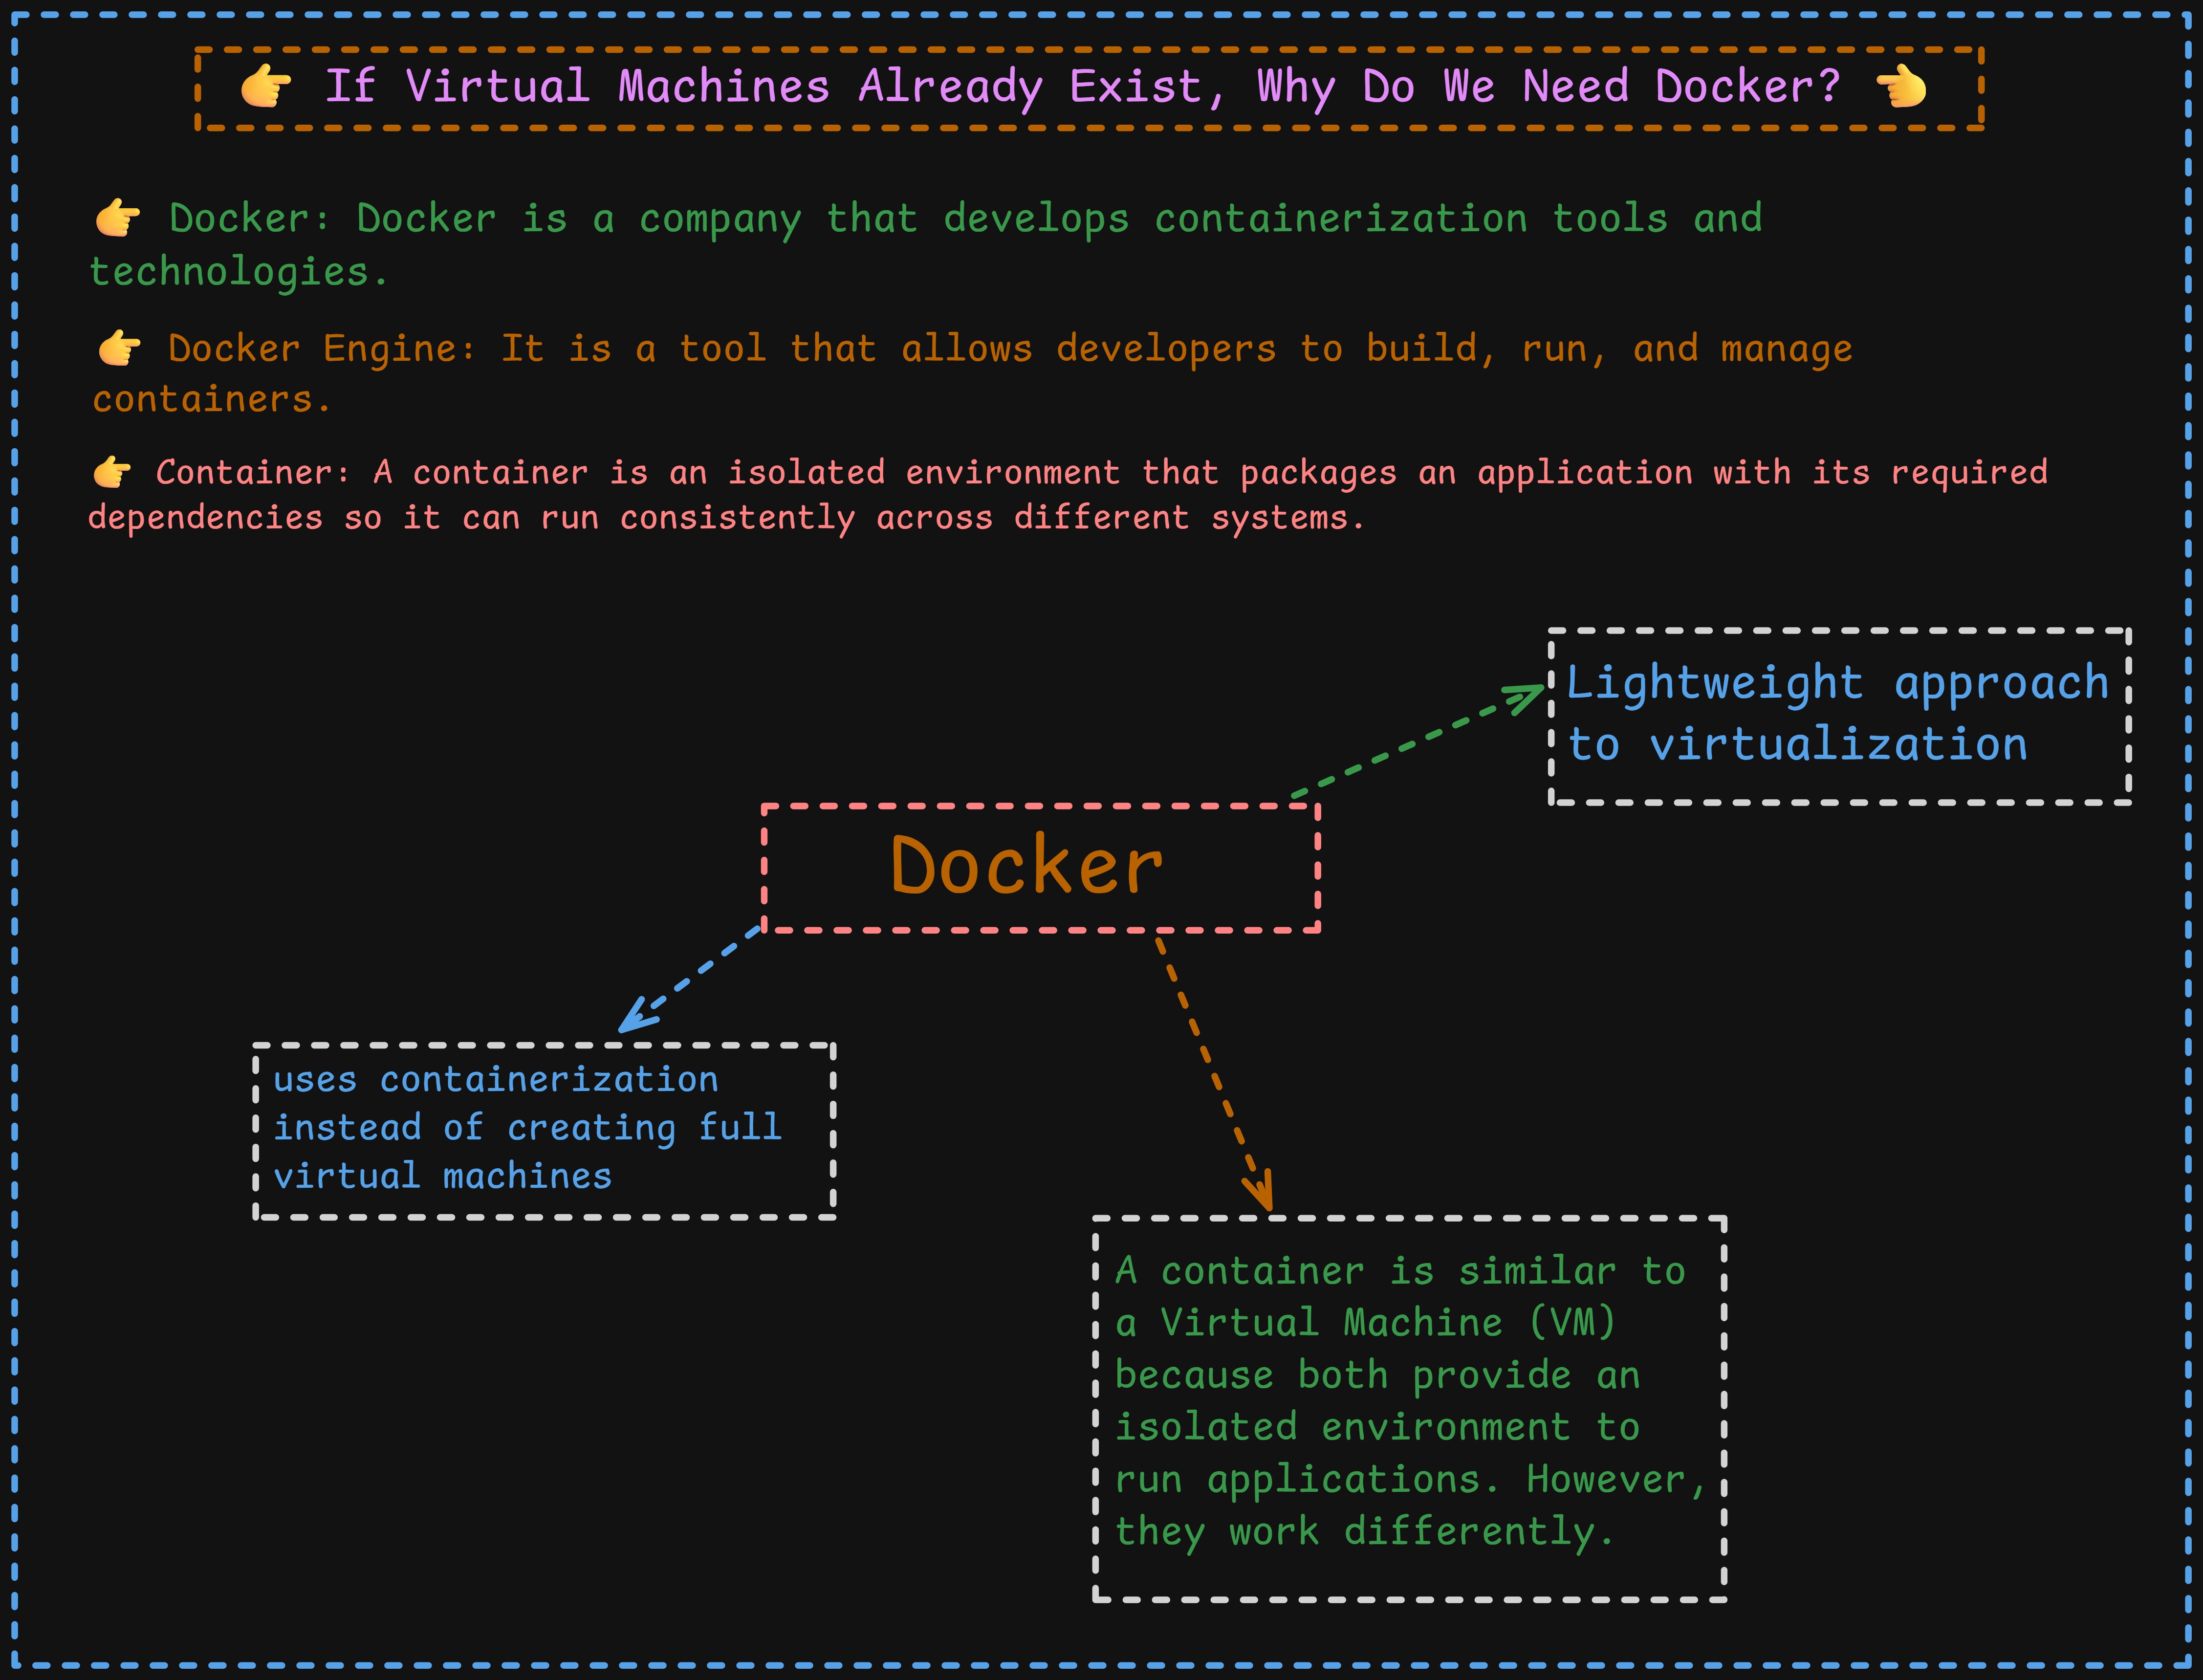 👉 If Virtual Machines Already Exist, Why Do We Need Docker? 👈
👉 Docker: Docker is a company that develops containerization tools and
technologies.
👉 Docker Engine: It is a tool that allows developers to build, run, and manage
containers.
👉 Container: A container is an isolated environment that packages an application with its required
dependencies so it can run consistently across different systems.
Lightweight approach
to virtualization
Docker
uses containerization
instead of creating full
virtual machines
A container is similar to
a Virtual Machine (VM)
because both provide an
isolated environment to
run applications. However,
they work differently.